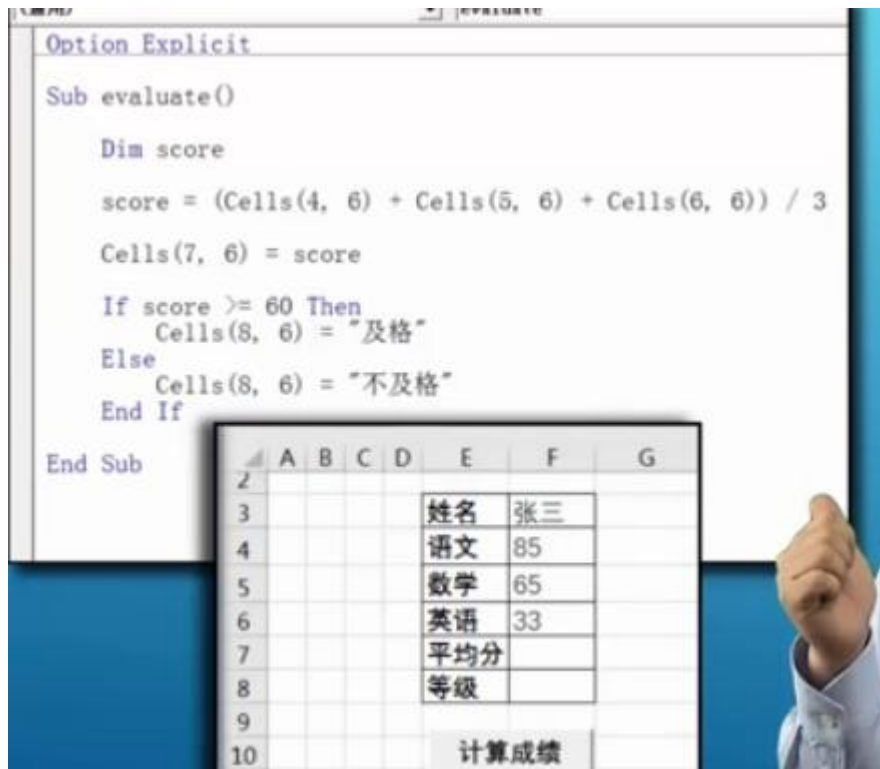 evaluate
Option Explicit
Sub evaluate()
Dim score
score = (Cells(4, 6) + Cells(5, 6) + Cells(6, 6)) / 3
Cells(7, 6) = score
If score >= 60 Then
Cells(8, 6) = "及格"
Else
Cells(8, 6) = "不及格"
End If
End Sub
A B C D E F G
2
3 姓名 张三
4 语文 85
5 数学 65
6 英语 33
7 平均分
8 等级
9
10 计算成绩